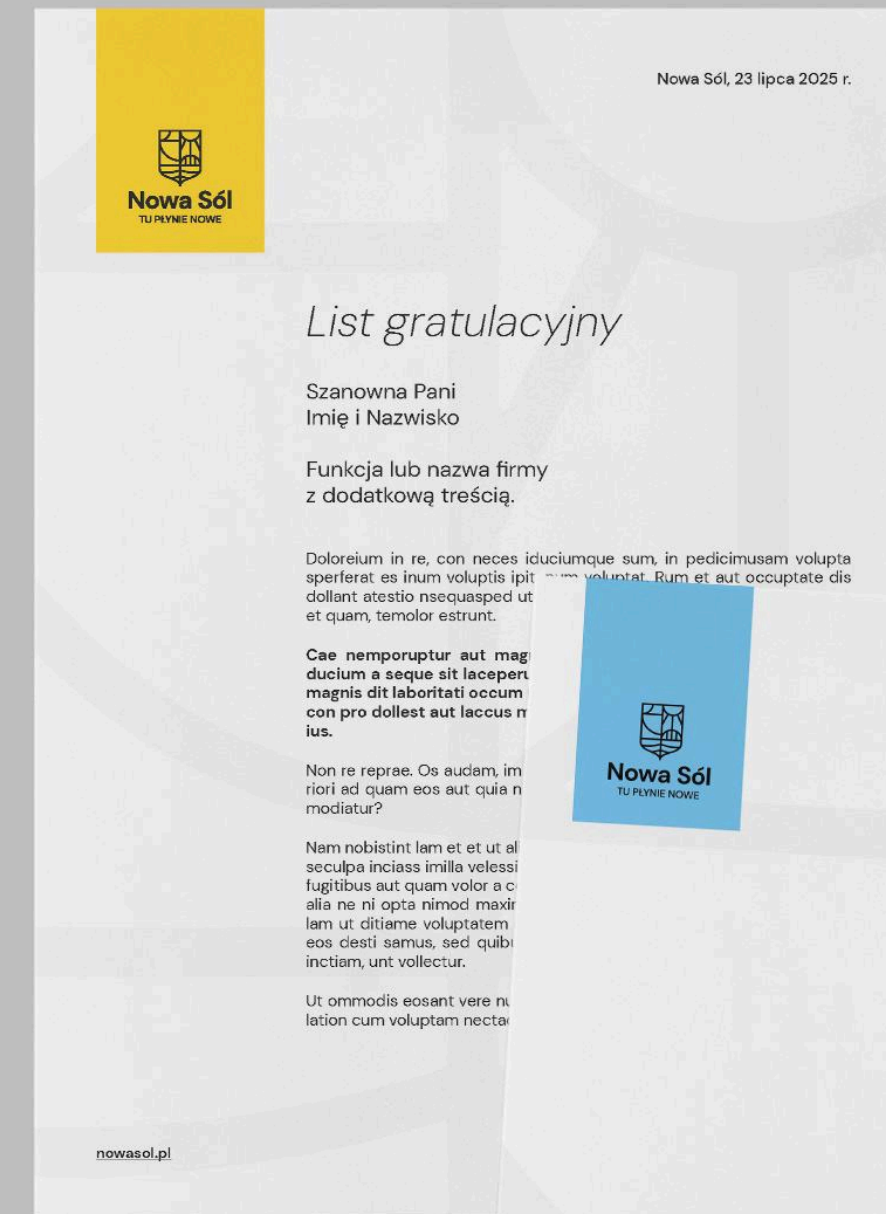 Nowa Sól, 23 lipca 2025 r.
Nowa Sól
TU PŁYNIE NOWE
List gratulacyjny
Szanowna Pani
Imię i Nazwisko
Funkcja lub nazwa firmy
z dodatkową treścią.
Doloreium in re, con neces iduciumque sum, in pedicimusam volupta
sperferat es inum voluptis ipit voluptat. Rum et aut occuptate dis
dollant atestio nsequasped ut
et quam, temolor estrunt.
Cae nemporuptur aut
ducium a seque sit
magnis dit laboritati occum
con pro dollest aut laccus
ius.
Non re reprae. Os audam,
riori ad quam eos aut quia
modiatur?
Nam nobistint lam et et ut
seculpa inciass imilla
fugitibus aut quam volor a
alia ne ni opta nimod
lam ut ditiame voluptatem
eos desti samus, sed
inctiam, unt vollectur.
Ut ommodis eosant vere
lation cum voluptam
Nowa Sól
TU PŁYNIE NOWE
nowasol.pl